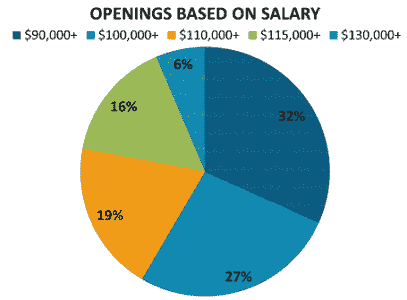 OPENINGS BASED ON SALARY
$90,000+ $100,000+ $110,000+ $115,000+ $130,000+
6%
32%
16%
19%
27%